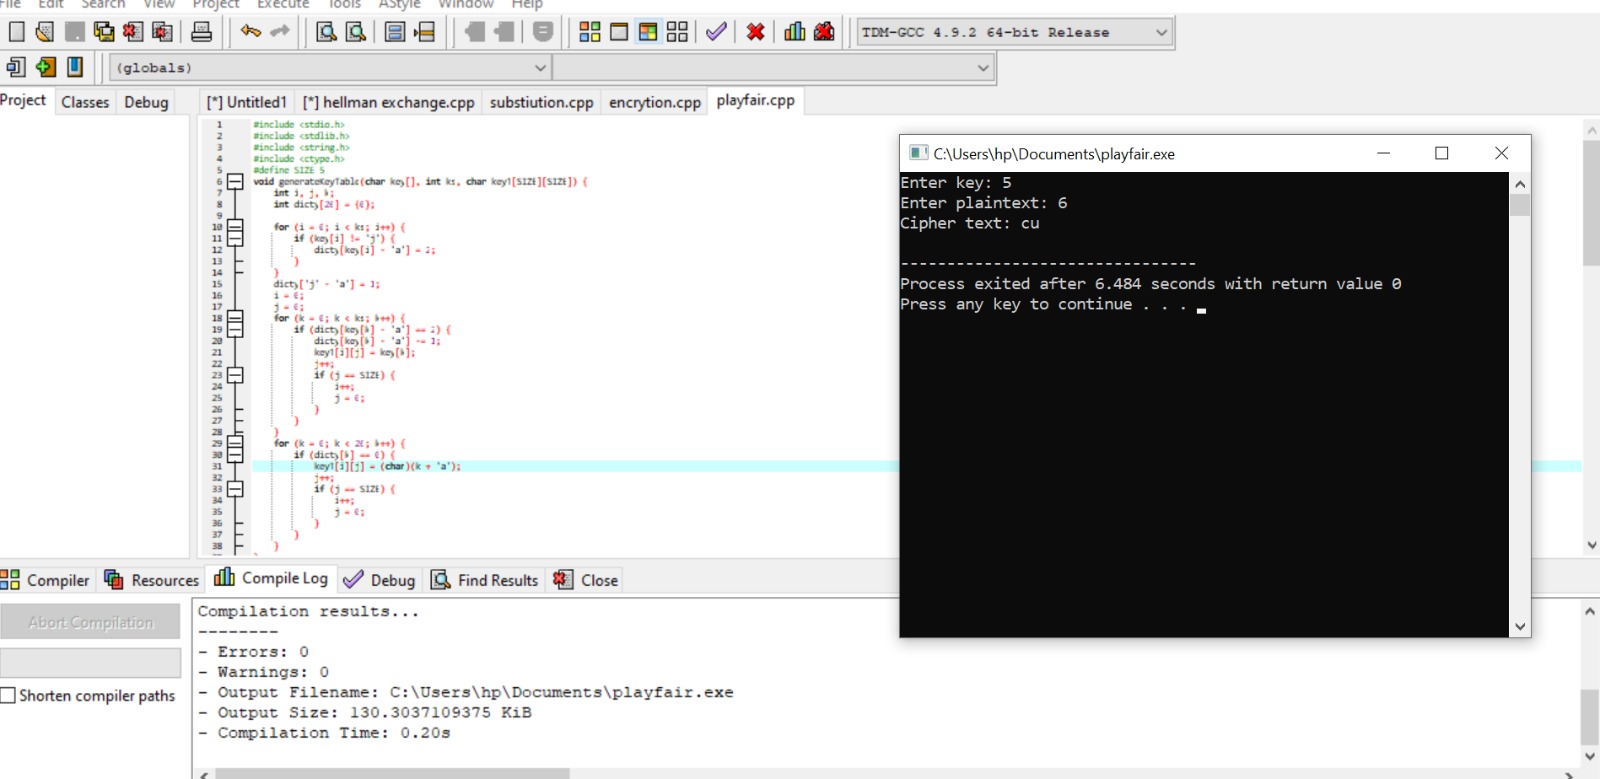 File Edit Search View Project Execute Tools AStyle Window Help
TDM-GCC 4.9.2 64-bit Release
(globals)
Project Classes Debug
[*] Untitled1 [*] hellman exchange.cpp substiution.cpp encrytion.cpp playfair.cpp
1 #include <stdio.h>
2 #include <stdlib.h>
3 #include <string.h>
4 #include <ctype.h>
5 #define SIZE 5
6 void generateKeyTable(char key[], int ks, char keyT[SIZE][SIZE]) {
7 int i, j, k;
8 int dicty[26] = {0};
9
10 for (i = 0; i < ks; i++) {
11 if (key[i] != 'j') {
12 dicty[key[i] - 'a'] = 2;
13 }
14 }
15 dicty['j' - 'a'] = 1;
16 i = 0;
17 j = 0;
18 for (k = 0; k < ks; k++) {
19 if (dicty[key[k] - 'a'] == 2) {
20 dicty[key[k] - 'a'] -= 1;
21 keyT[i][j] = key[k];
22 j++;
23 if (j == SIZE) {
24 i++;
25 j = 0;
26 }
27 }
28 }
29 for (k = 0; k < 26; k++) {
30 if (dicty[k] == 0) {
31 keyT[i][j] = (char)(k + 'a');
32 j++;
33 if (j == SIZE) {
34 i++;
35 j = 0;
36 }
37 }
38 }
C:\Users\hp\Documents\playfair.exe
Enter key: 5
Enter plaintext: 6
Cipher text: cu
--------------------------------
Process exited after 6.484 seconds with return value 0
Press any key to continue . . .
Compiler Resources Compile Log Debug Find Results Close
Abort Compilation
Shorten compiler paths
Compilation results...
--------
- Errors: 0
- Warnings: 0
- Output Filename: C:\Users\hp\Documents\playfair.exe
- Output Size: 130.3037109375 KiB
- Compilation Time: 0.20s